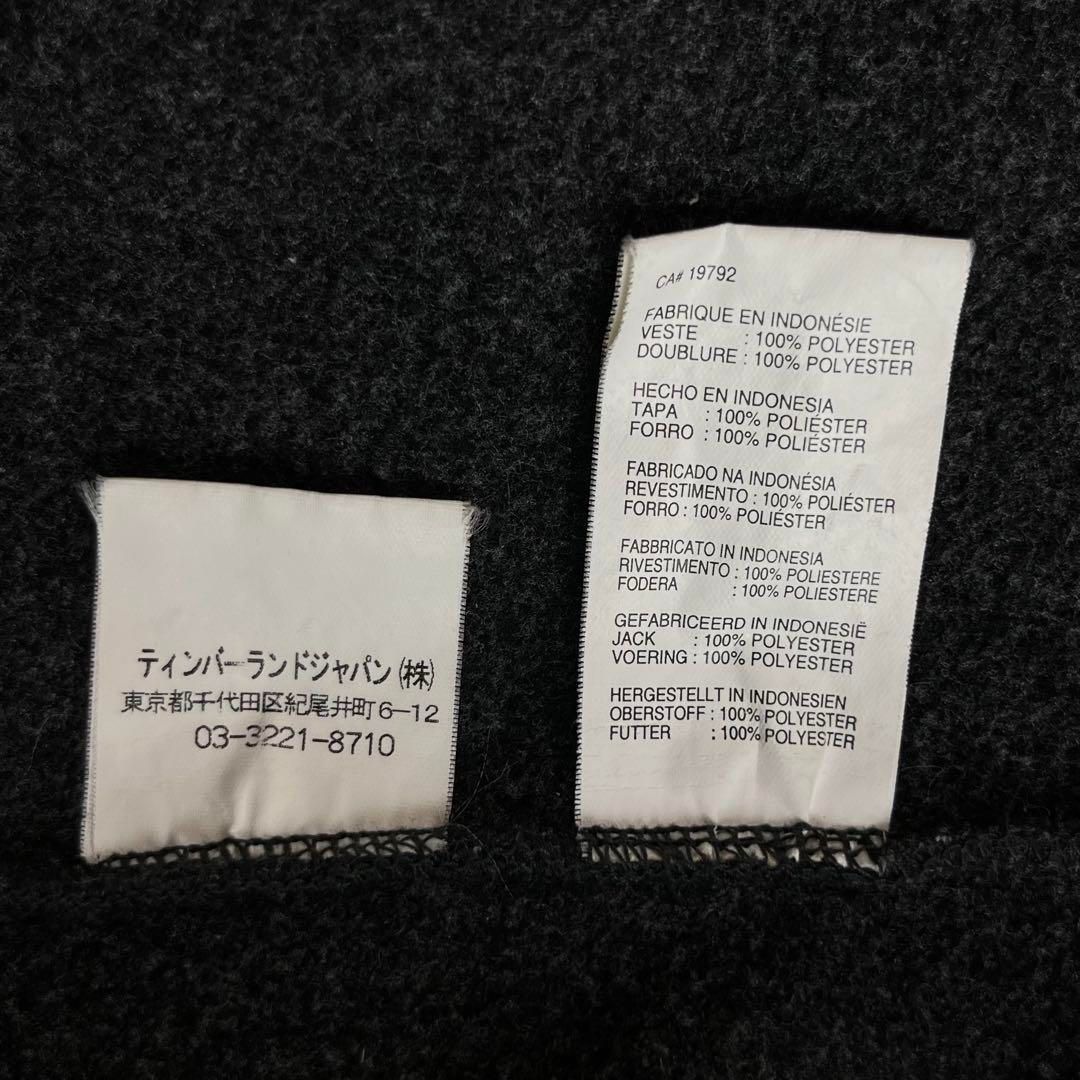 ティンバーランドジャパン(株)
東京都千代田区紀尾井町6-12
03-3221-8710
CA# 19792
FABRIQUE EN INDONÉSIE
VESTE : 100% POLYESTER
DOUBLURE : 100% POLYESTER
HECHO EN INDONESIA
TAPA : 100% POLIÉSTER
FORRO : 100% POLIÉSTER
FABRICADO NA INDONÉSIA
REVESTIMENTO : 100% POLIÉSTER
FORRO : 100% POLIÉSTER
FABBRICATO IN INDONESIA
RIVESTIMENTO : 100% POLIESTERE
FODERA : 100% POLIESTERE
GEFABRICEERD IN INDONESIË
JACK : 100% POLYESTER
VOERING : 100% POLYESTER
HERGESTELLT IN INDONESIEN
OBERSTOFF : 100% POLYESTER
FUTTER : 100% POLYESTER